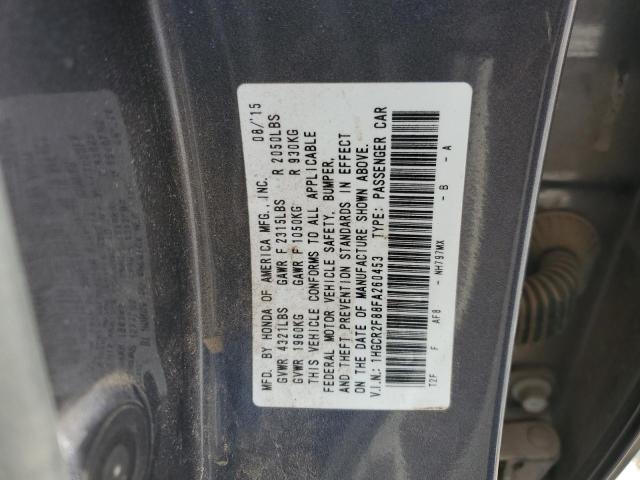 MFD. BY HONDA OF AMERICA MFG., INC. 08/'15
GVWR 4321LBS GAWR F 2315LBS R 2050LBS
GVWR 1960KG GAWR F 1050KG R 930KG
THIS VEHICLE CONFORMS TO ALL APPLICABLE
FEDERAL MOTOR VEHICLE SAFETY, BUMPER,
AND THEFT PREVENTION STANDARDS IN EFFECT
ON THE DATE OF MANUFACTURE SHOWN ABOVE.
V.I.N.: 1HGCR2F88FA260453 TYPE: PASSENGER CAR
T2F F AF8 - NH797MX - B - A